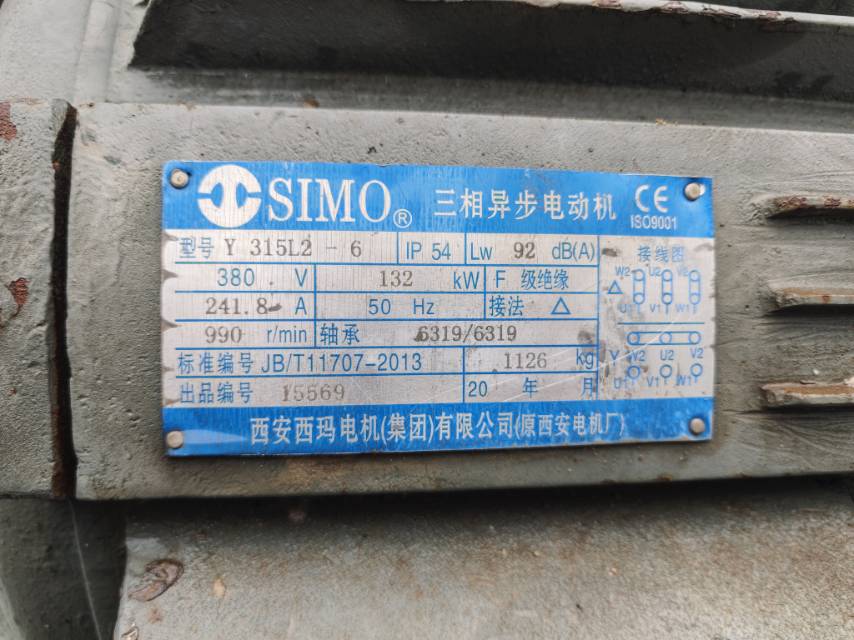 SIMO® 三相异步电动机 CE
ISO9001
型号 Y 315L2 - 6 IP 54 Lw 92 dB(A) 接线图
380 . V 132 kW F 级绝缘
W2 U2 V2
241.8 A 50 Hz 接法 △ △
U1 V1 W1
990 r/min 轴承 6319/6319
W2 U2 V2
标准编号 JB/T11707-2013 1126 kg Y
出品编号 15569 20 年 月 U1 V1 W1
西安西玛电机(集团)有限公司(原西安电机厂)